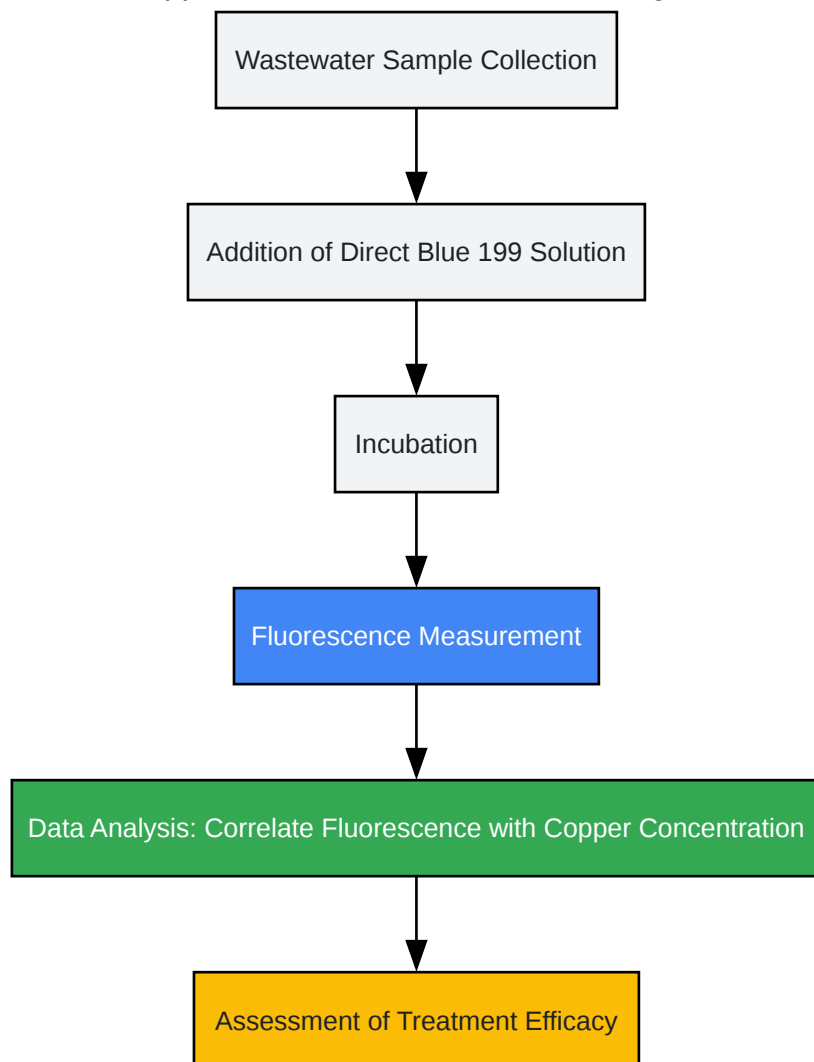 Wastewater Sample Collection
Addition of Direct Blue 199 Solution
Incubation
Fluorescence Measurement
Data Analysis: Correlate Fluorescence with Copper Concentration
Assessment of Treatment Efficacy